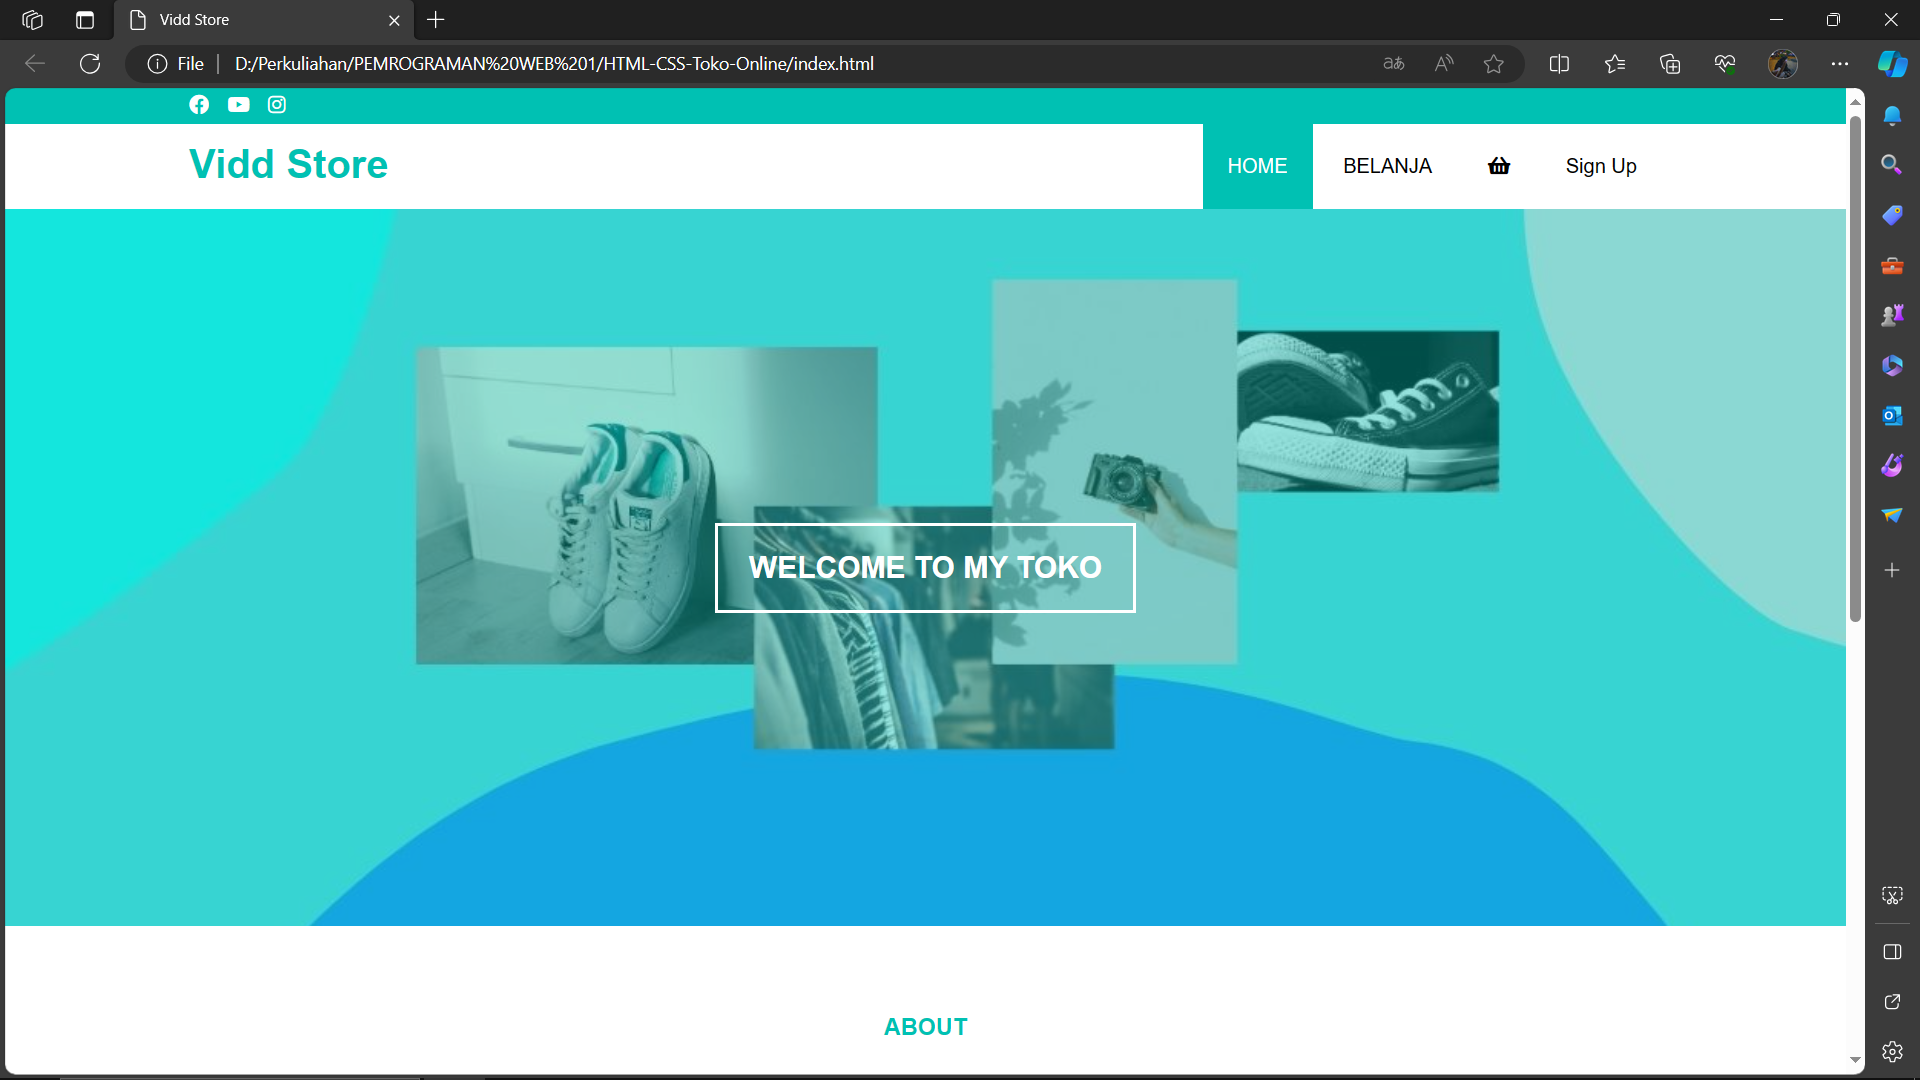 Vidd Store
File D:/Perkuliahan/PEMROGRAMAN%20WEB%201/HTML-CSS-Toko-Online/index.html
Vidd Store
HOME BELANJA Sign Up
WELCOME TO MY TOKO
ABOUT